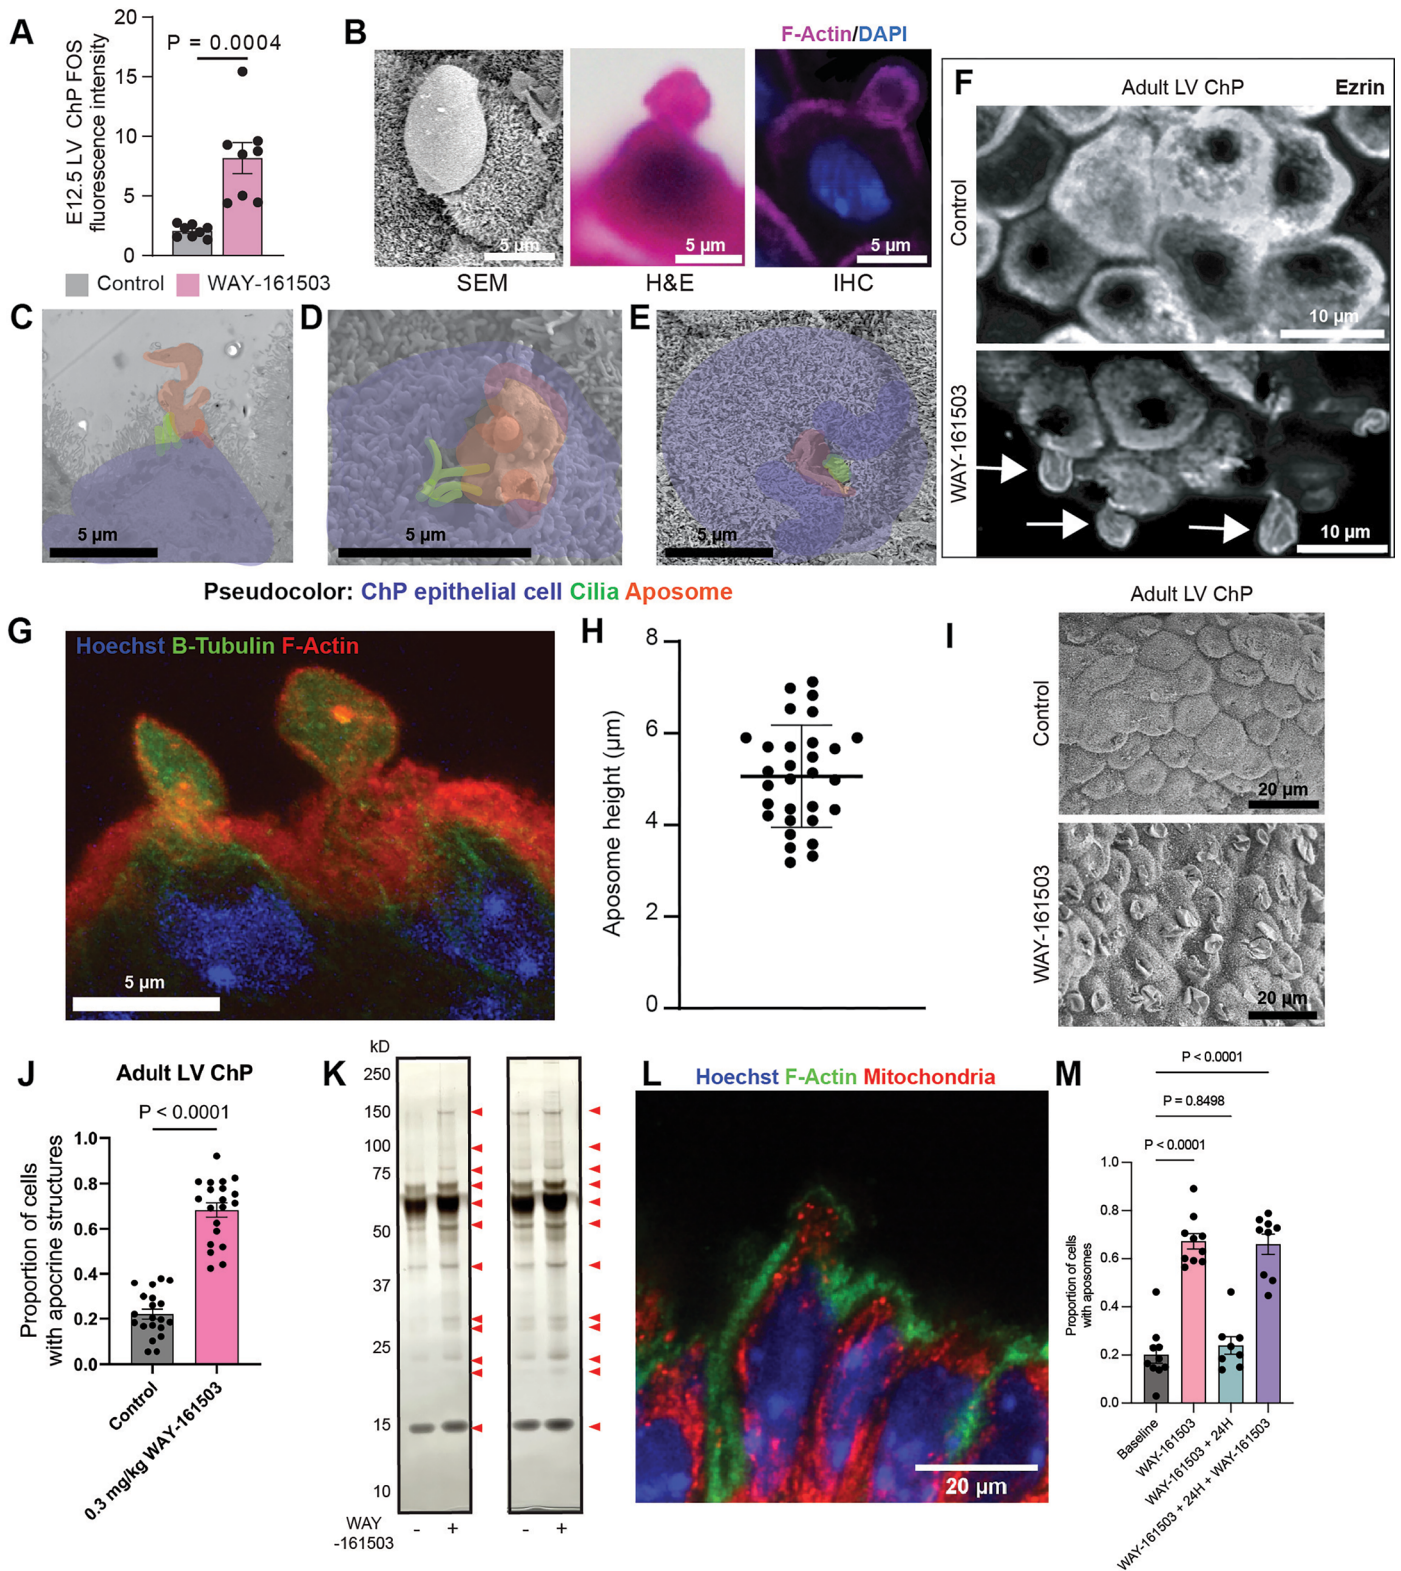 A
E12.5 LV ChP FOS
fluorescence intensity
20
15
10
5
0
P = 0.0004
Control
WAY-161503
B
F-Actin/DAPI
5 μm
5 μm
5 μm
SEM
H&E
IHC
C
5 μm
D
5 μm
E
5 μm
Pseudocolor: ChP epithelial cell Cilia Aposome
F
Adult LV ChP
Ezrin
Control
10 μm
WAY-161503
10 μm
G
Hoechst B-Tubulin F-Actin
5 μm
H
Aposome height (μm)
8
6
4
2
0
I
Adult LV ChP
Control
20 μm
WAY-161503
20 μm
J
Adult LV ChP
P < 0.0001
Proportion of cells
with apocrine structures
1.0
0.8
0.6
0.4
0.2
0.0
Control
0.3 mg/kg WAY-161503
K
kD
250
150
100
75
50
37
25
15
10
WAY
-161503
- +
- +
L
Hoechst F-Actin Mitochondria
20 μm
M
P < 0.0001
P = 0.8498
P < 0.0001
Proportion of cells
with aposomes
1.0
0.8
0.6
0.4
0.2
0.0
Baseline
WAY-161503
WAY-161503 + 24H
WAY-161503 + 24H + WAY-161503